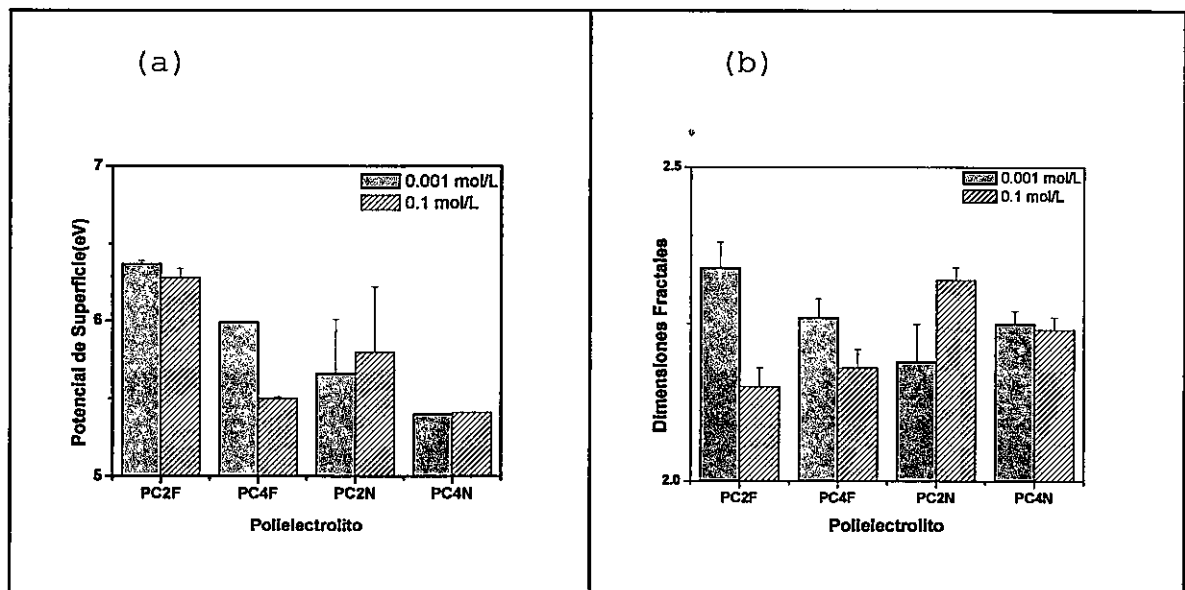 (a)
7
6
5
Potencial de Superficie(eV)
0.001 mol/L
0.1 mol/L
PC2F PC4F PC2N PC4N
Polielectrolito
(b)
2.5
2.0
Dimensiones Fractales
0.001 mol/L
0.1 mol/L
PC2F PC4F PC2N PC4N
Polielectrolito